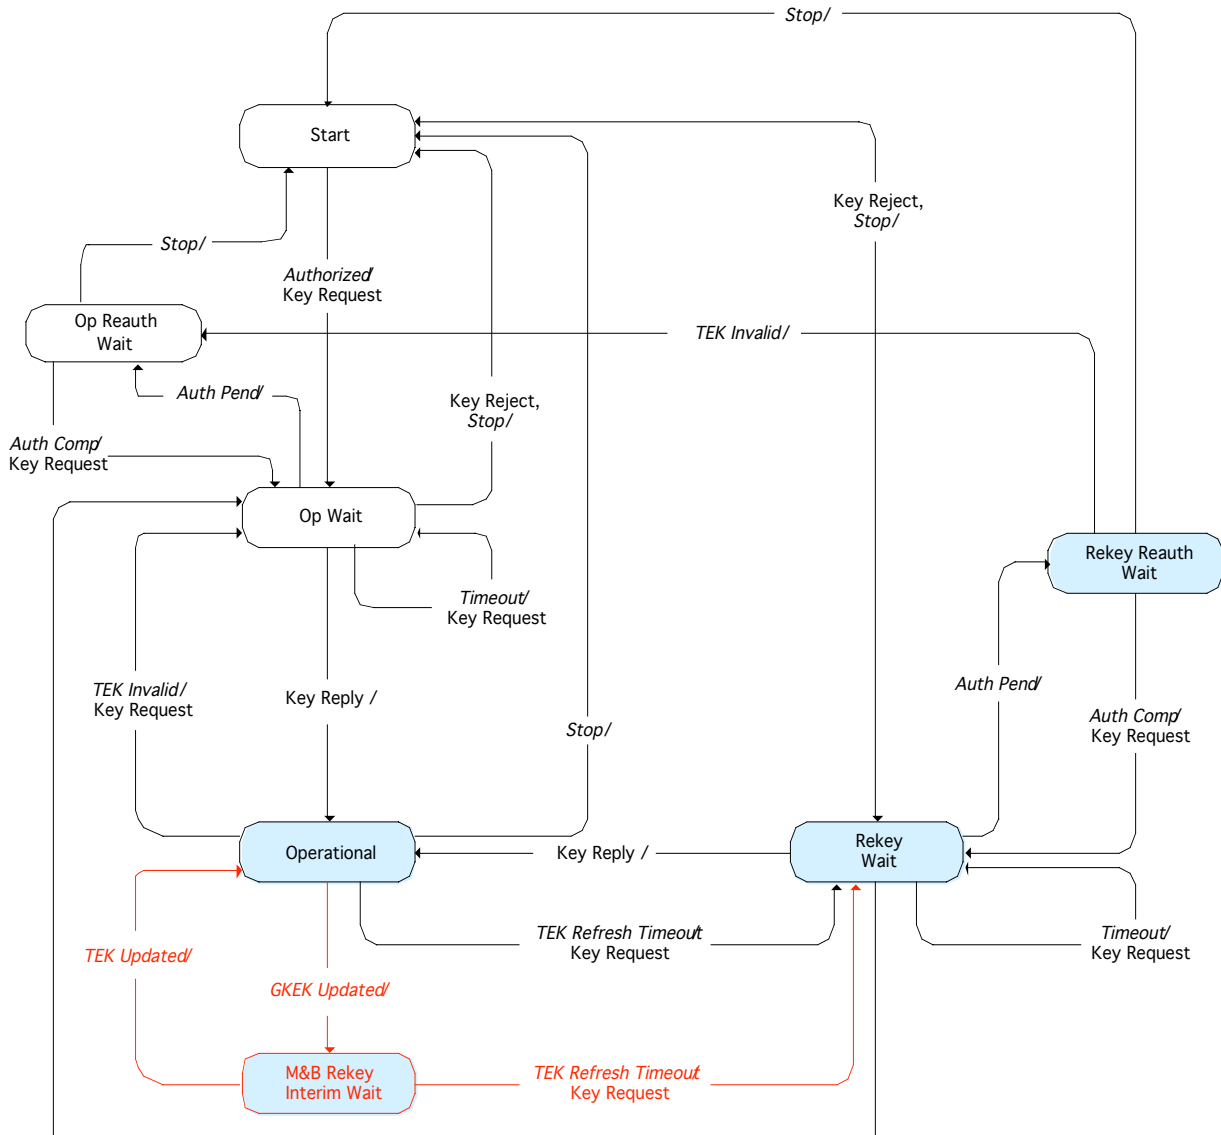 Stop/
Start
Key Reject,
Stop/
Stop/
Authorized/
Key Request
Op Reauth
Wait
TEK Invalid/
Auth Pend/
Key Reject,
Stop/
Auth Comp/
Key Request
Op Wait
Rekey Reauth
Wait
Timeout/
Key Request
TEK Invalid/
Key Request
Key Reply /
Auth Pend/
Stop/
Auth Comp/
Key Request
Operational
Key Reply /
Rekey
Wait
TEK Refresh Timeout/
Key Request
Timeout/
Key Request
TEK Updated/
GKEK Updated/
M&B Rekey
Interim Wait
TEK Refresh Timeout/
Key Request